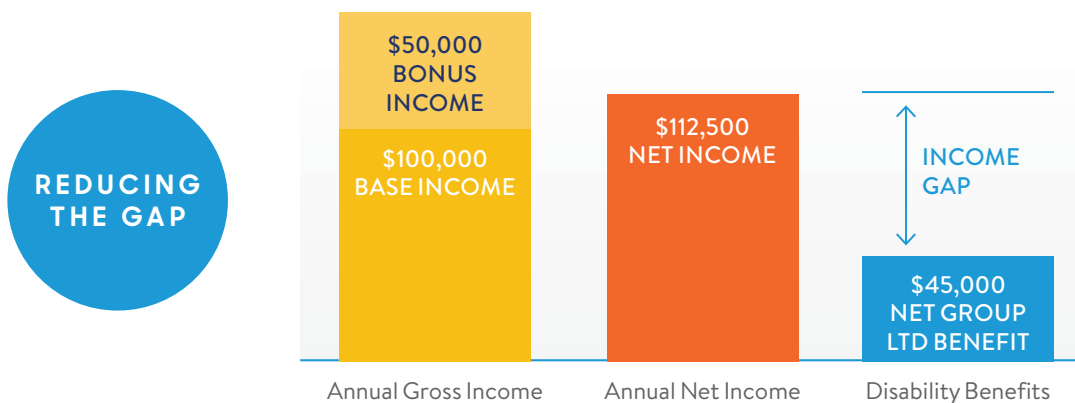 REDUCING
THE GAP
$50,000
BONUS
INCOME
$100,000
BASE INCOME
$112,500
NET INCOME
INCOME
GAP
$45,000
NET GROUP
LTD BENEFIT
Annual Gross Income
Annual Net Income
Disability Benefits